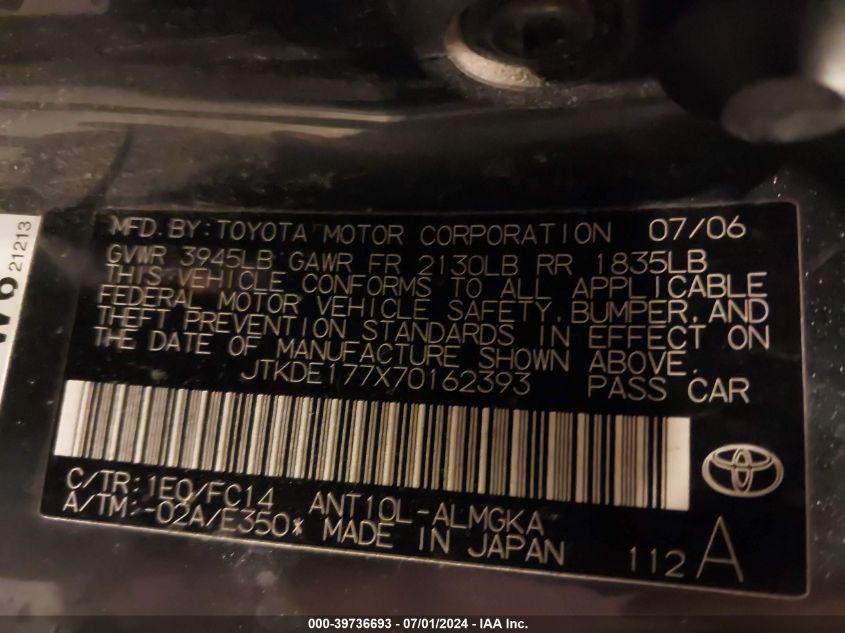 MFD. BY: TOYOTA MOTOR CORPORATION 07/06
GVWR 3945LB GAWR FR 2130LB RR 1835LB
THIS VEHICLE CONFORMS TO ALL APPLICABLE
FEDERAL MOTOR VEHICLE SAFETY, BUMPER, AND
THEFT PREVENTION STANDARDS IN EFFECT ON
THE DATE OF MANUFACTURE SHOWN ABOVE.
JTKDE177X70162393 PASS CAR
C/TR: 1E0/FC14 ANT10L-ALMGKA
A/TM: -02A/E350* MADE IN JAPAN
112 A
21213
000-39736693 - 07/01/2024 - IAA Inc.